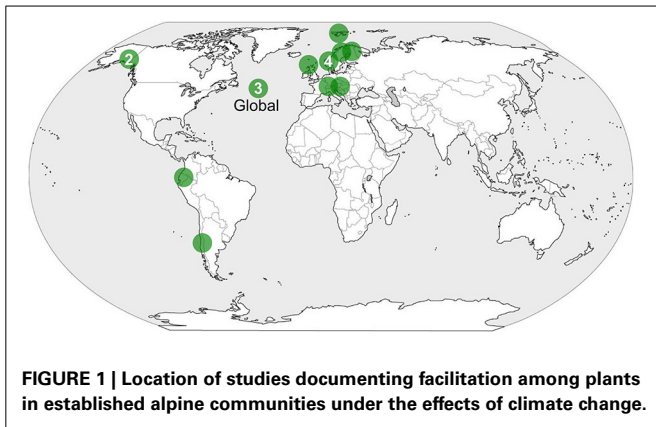 2
4
3
Global
FIGURE 1 | Location of studies documenting facilitation among plants
in established alpine communities under the effects of climate change.